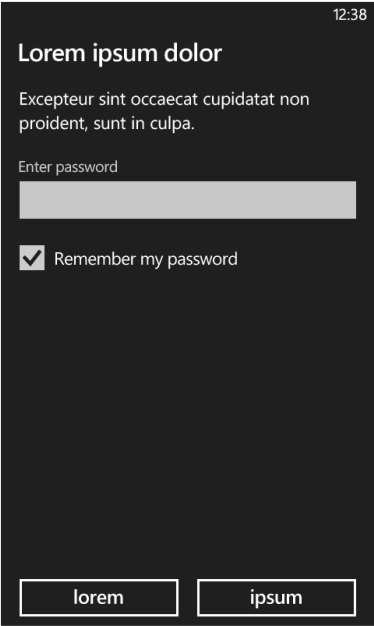 12:38
Lorem ipsum dolor
Excepteur sint occaecat cupidatat non
proident, sunt in culpa.
Enter password
Remember my password
lorem
ipsum